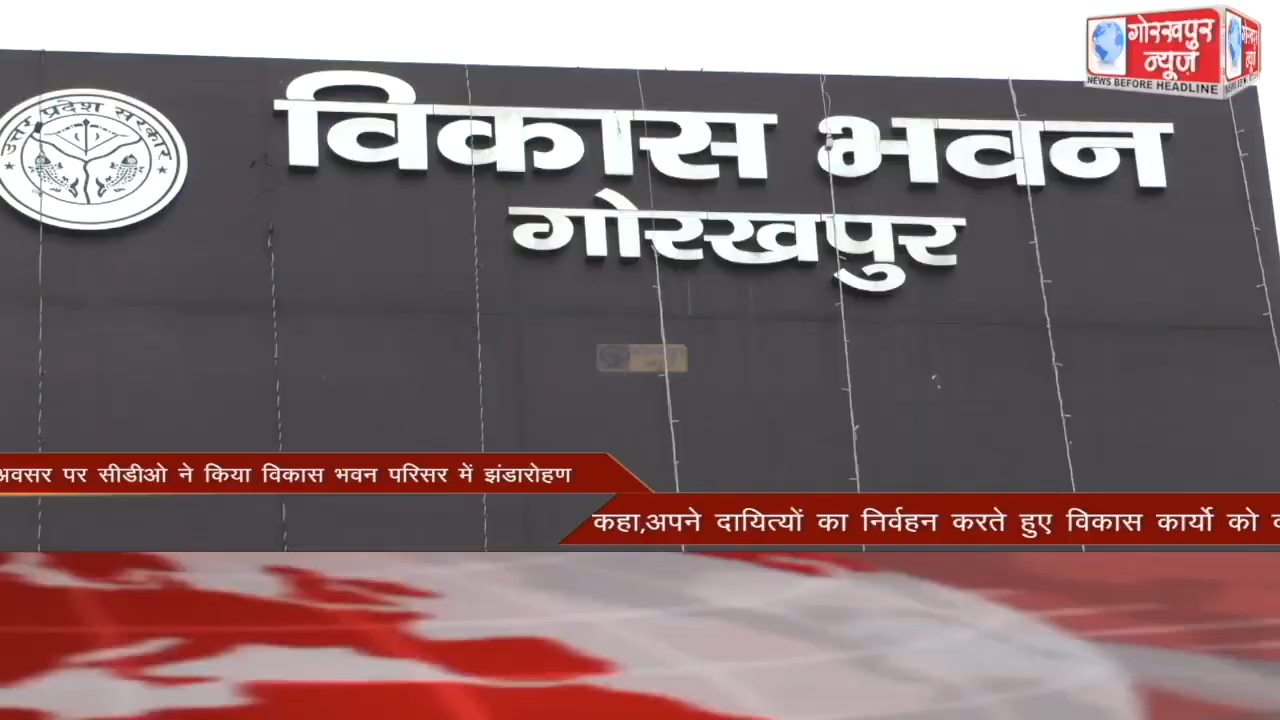 गोरखपुर
न्यूज़
NEWS BEFORE HEADLINE
उत्तर प्रदेश सरकार
विकास भवन
गोरखपुर
अवसर पर सीडीओ ने किया विकास भवन परिसर में झंडारोहण
कहा,अपने दायित्यों का निर्वहन करते हुए विकास कार्यो को